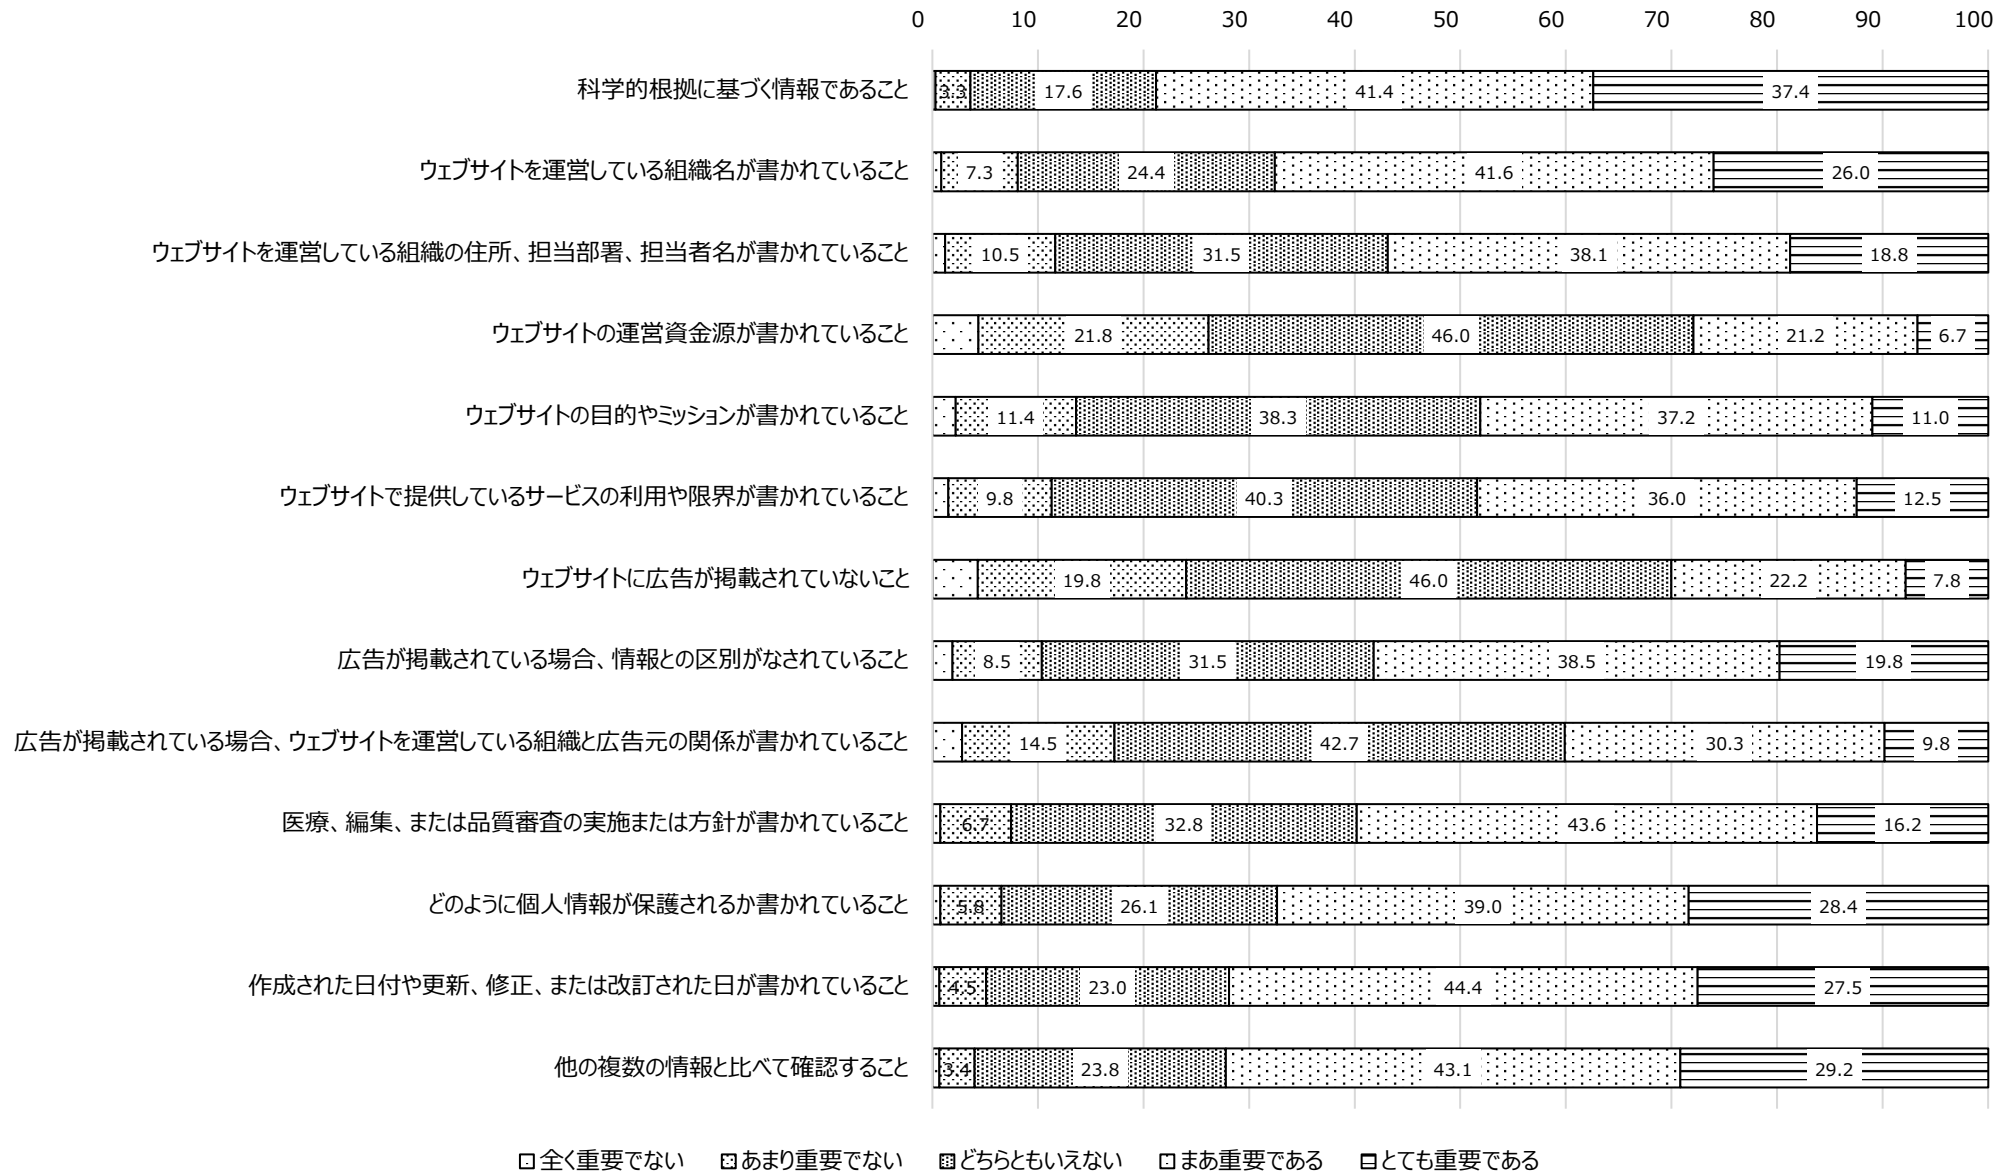 0 10 20 30 40 50 60 70 80 90 100
科学的根拠に基づく情報であること 3.3 17.6 41.4 37.4
ウェブサイトを運営している組織名が書かれていること 7.3 24.4 41.6 26.0
ウェブサイトを運営している組織の住所、担当部署、担当者名が書かれていること 10.5 31.5 38.1 18.8
ウェブサイトの運営資金源が書かれていること 21.8 46.0 21.2 6.7
ウェブサイトの目的やミッションが書かれていること 11.4 38.3 37.2 11.0
ウェブサイトで提供しているサービスの利用や限界が書かれていること 9.8 40.3 36.0 12.5
ウェブサイトに広告が掲載されていないこと 19.8 46.0 22.2 7.8
広告が掲載されている場合、情報との区別がなされていること 8.5 31.5 38.5 19.8
広告が掲載されている場合、ウェブサイトを運営している組織と広告元の関係が書かれていること 14.5 42.7 30.3 9.8
医療、編集、または品質審査の実施または方針が書かれていること 6.7 32.8 43.6 16.2
どのように個人情報が保護されるか書かれていること 5.8 26.1 39.0 28.4
作成された日付や更新、修正、または改訂された日が書かれていること 4.5 23.0 44.4 27.5
他の複数の情報と比べて確認すること 3.4 23.8 43.1 29.2
全く重要でない あまり重要でない どちらともいえない まあ重要である とても重要である